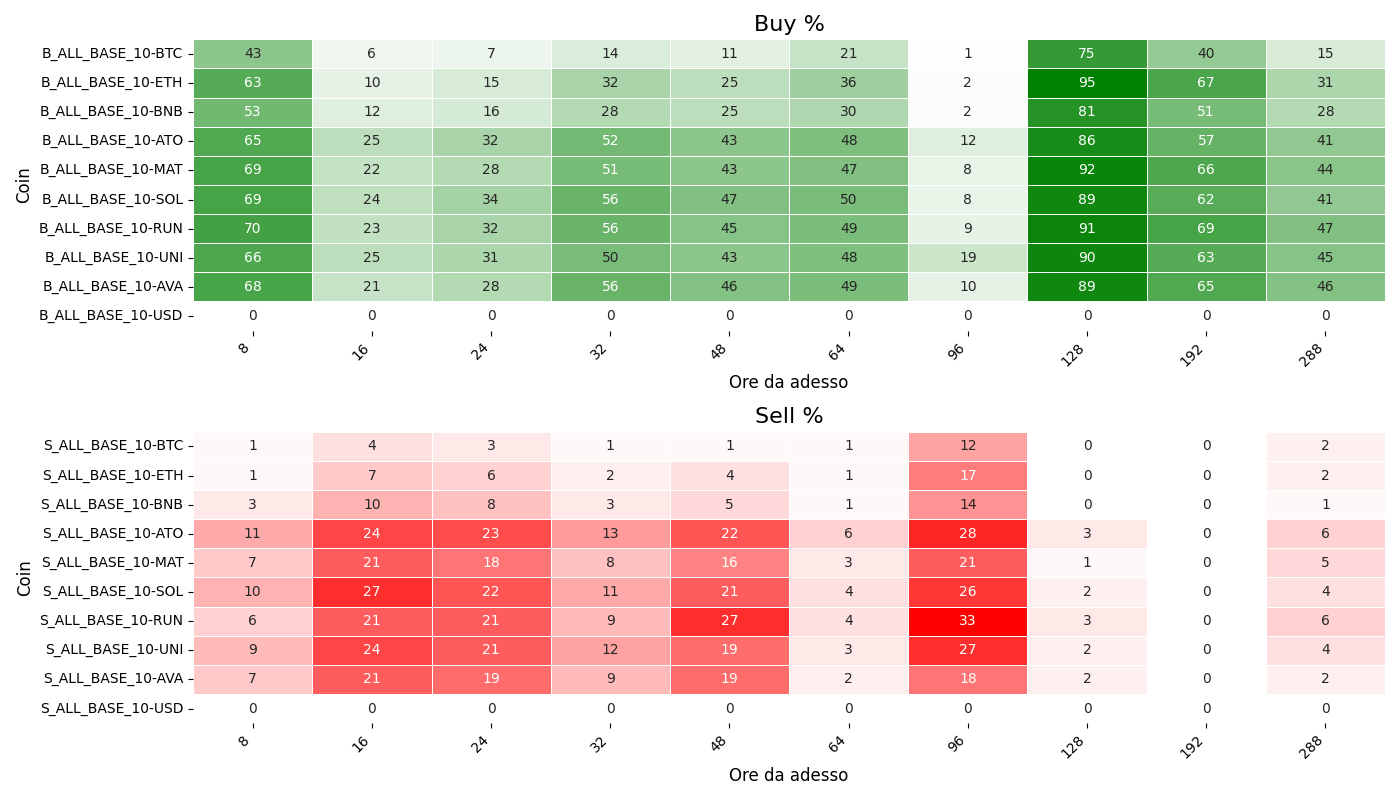 Buy %
Coin
B_ALL_BASE_10-BTC 43 6 7 14 11 21 1 75 40 15
B_ALL_BASE_10-ETH 63 10 15 32 25 36 2 95 67 31
B_ALL_BASE_10-BNB 53 12 16 28 25 30 2 81 51 28
B_ALL_BASE_10-ATO 65 25 32 52 43 48 12 86 57 41
B_ALL_BASE_10-MAT 69 22 28 51 43 47 8 92 66 44
B_ALL_BASE_10-SOL 69 24 34 56 47 50 8 89 62 41
B_ALL_BASE_10-RUN 70 23 32 56 45 49 9 91 69 47
B_ALL_BASE_10-UNI 66 25 31 50 43 48 19 90 63 45
B_ALL_BASE_10-AVA 68 21 28 56 46 49 10 89 65 46
B_ALL_BASE_10-USD 0 0 0 0 0 0 0 0 0 0
8 16 24 32 48 64 96 128 192 288
Ore da adesso
Sell %
Coin
S_ALL_BASE_10-BTC 1 4 3 1 1 1 12 0 0 2
S_ALL_BASE_10-ETH 1 7 6 2 4 1 17 0 0 2
S_ALL_BASE_10-BNB 3 10 8 3 5 1 14 0 0 1
S_ALL_BASE_10-ATO 11 24 23 13 22 6 28 3 0 6
S_ALL_BASE_10-MAT 7 21 18 8 16 3 21 1 0 5
S_ALL_BASE_10-SOL 10 27 22 11 21 4 26 2 0 4
S_ALL_BASE_10-RUN 6 21 21 9 27 4 33 3 0 6
S_ALL_BASE_10-UNI 9 24 21 12 19 3 27 2 0 4
S_ALL_BASE_10-AVA 7 21 19 9 19 2 18 2 0 2
S_ALL_BASE_10-USD 0 0 0 0 0 0 0 0 0 0
8 16 24 32 48 64 96 128 192 288
Ore da adesso